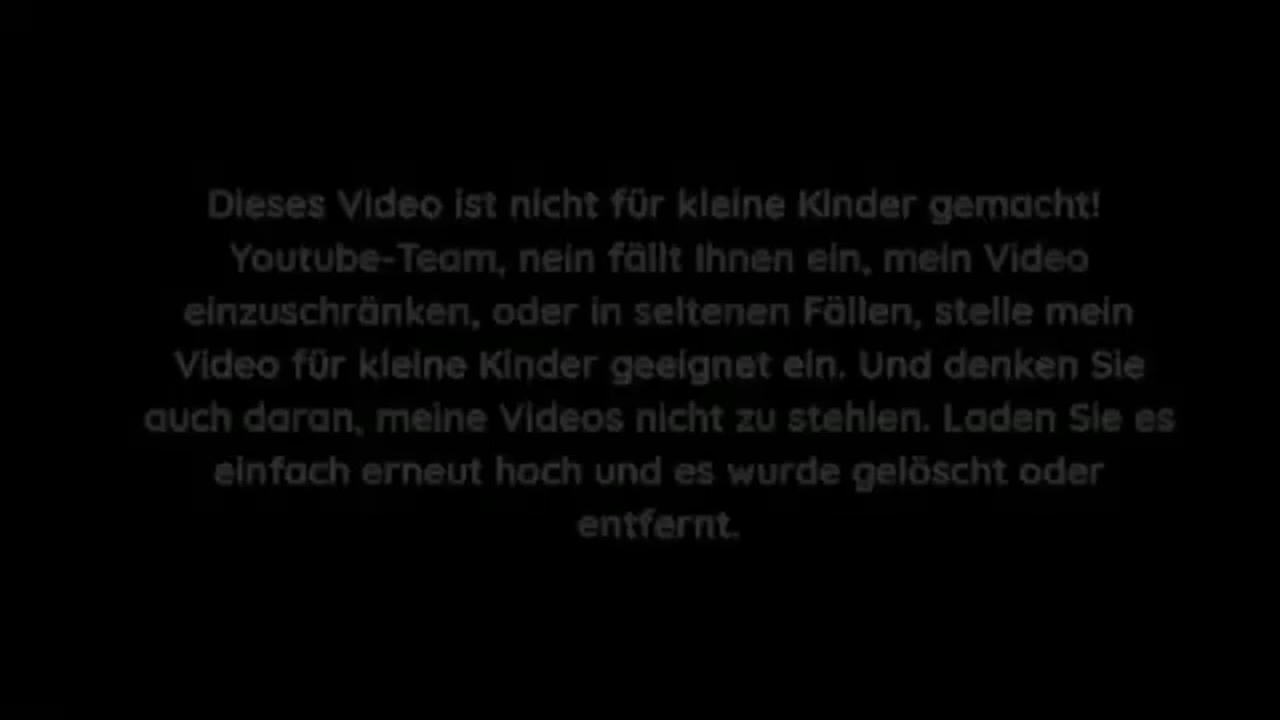 Dieses Video ist nicht für kleine Kinder gemacht!
Youtube-Team, nein fällt Ihnen ein, mein Video
einzuschränken, oder in seltenen Fällen, stelle mein
Video für kleine Kinder geeignet ein. Und denken Sie
auch daran, meine Videos nicht zu stehlen. Laden Sie es
einfach erneut hoch und es wurde gelöscht oder
entfernt.